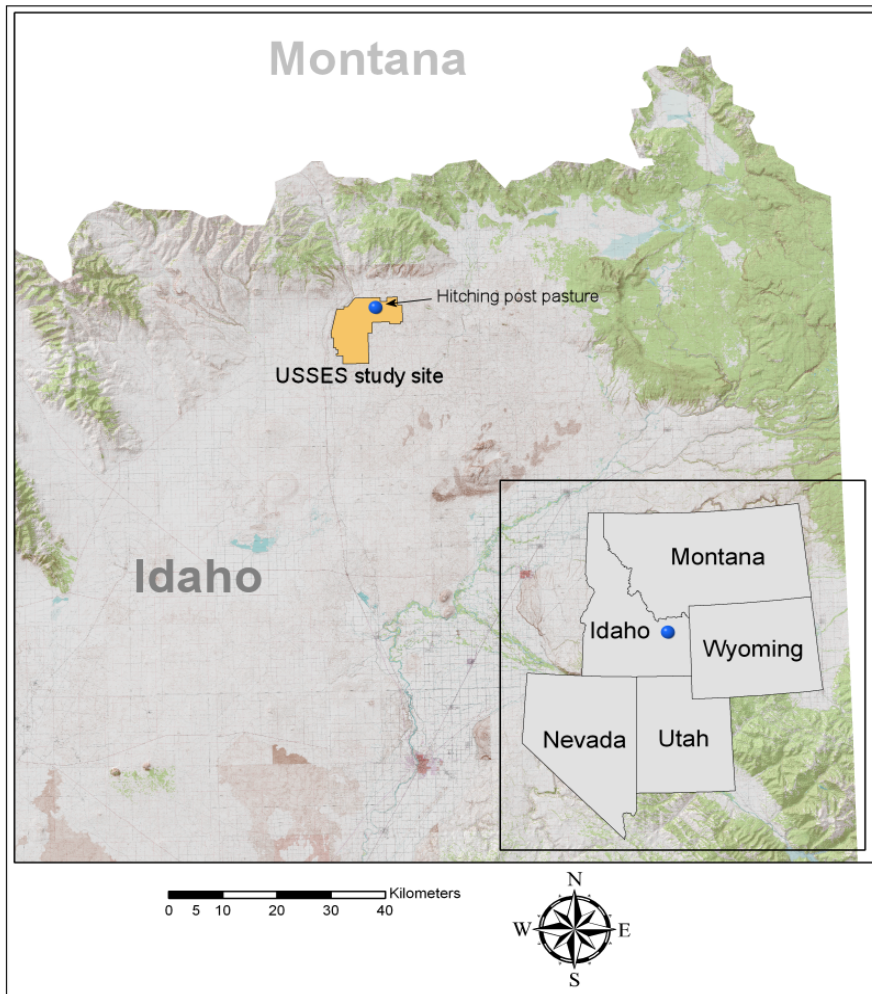 Montana
Hitching post pasture
USSES study site
Idaho
Montana
Idaho
Wyoming
Nevada
Utah
Kilometers
0 5 10 20 30 40
N
W E
S